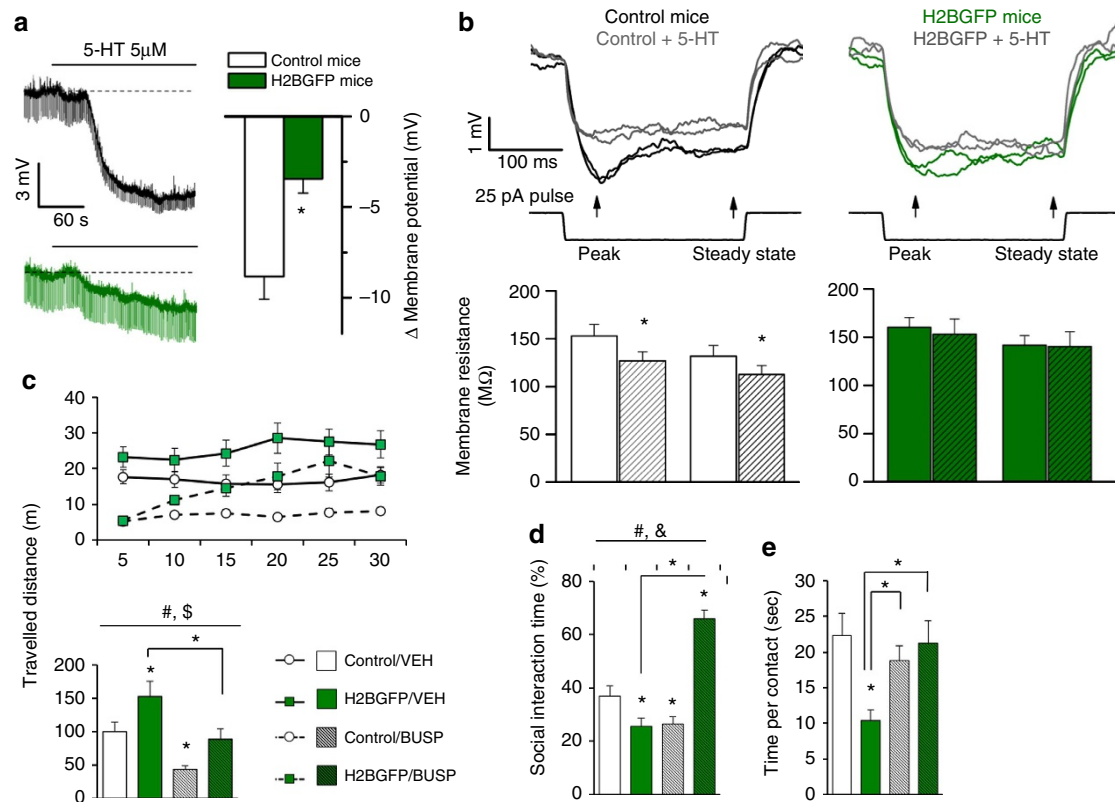 a
5-HT 5μM
3 mV
60 s
Control mice
H2BGFP mice
0
−5
−10
Δ Membrane potential (mV)
*
b
Control mice
Control + 5-HT
H2BGFP mice
H2BGFP + 5-HT
1 mV
100 ms
25 pA pulse
Peak
Steady state
Peak
Steady state
Membrane resistance
(MΩ)
200
150
100
50
0
*
*
200
150
100
50
0
c
Travelled distance (m)
40
30
20
10
0
5 10 15 20 25 30
#, $
*
*
*
200
150
100
50
0
Control/VEH
H2BGFP/VEH
Control/BUSP
H2BGFP/BUSP
d
#, &
*
*
* *
Social interaction time (%)
80
60
40
20
0
e
*
*
*
Time per contact (sec)
30
25
20
15
10
5
0